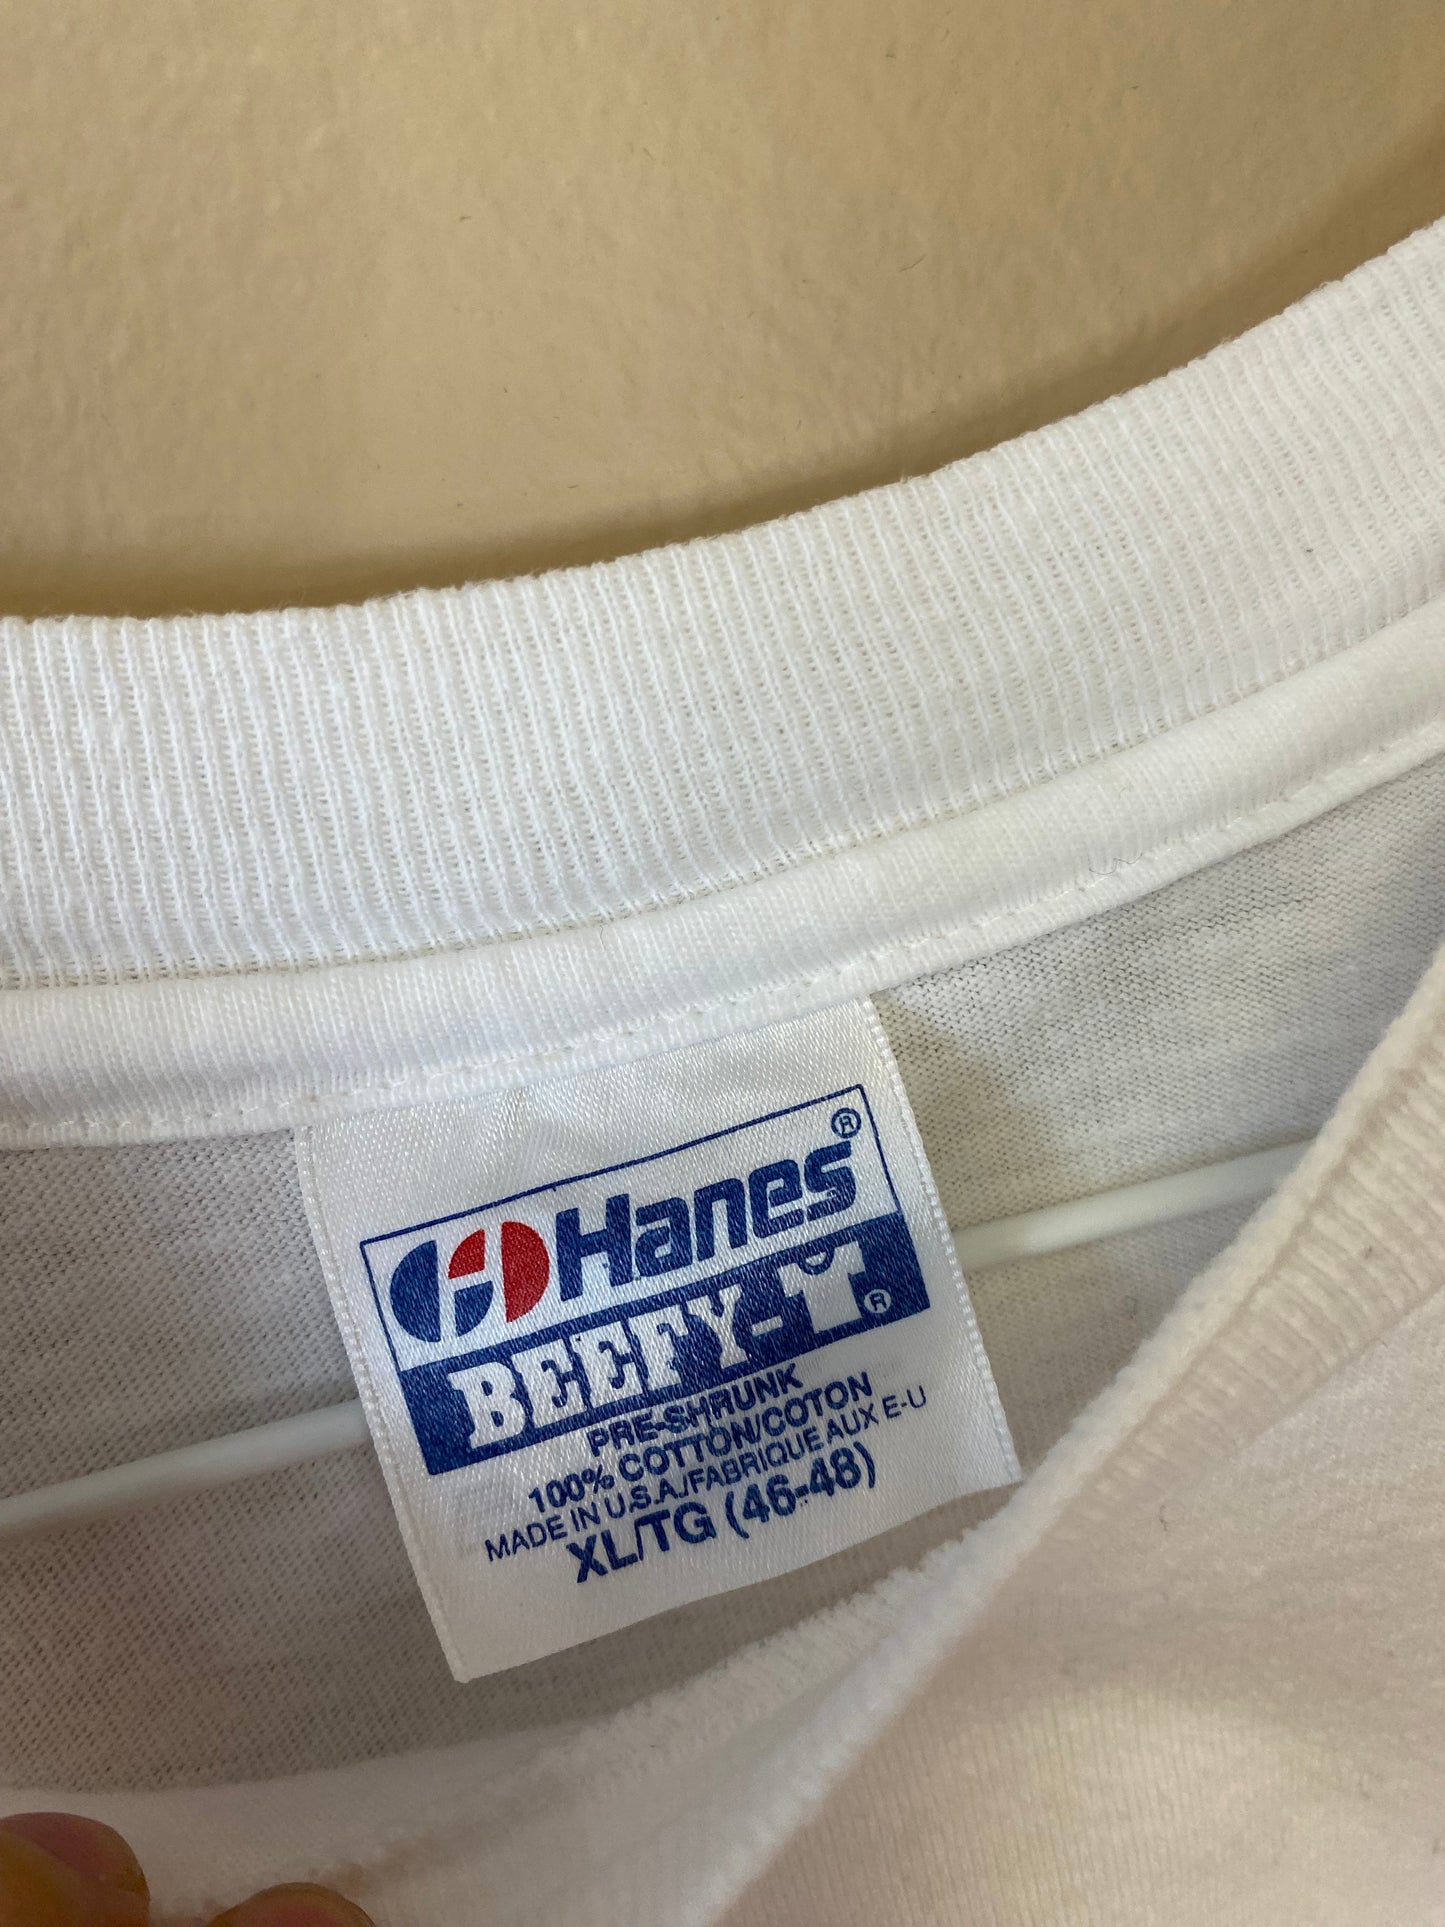 Hanes®
BEEFY-T®
PRE-SHRUNK
100% COTTON/COTON
MADE IN U.S.A./FABRIQUE AUX E-U
XL/TG (46-48)